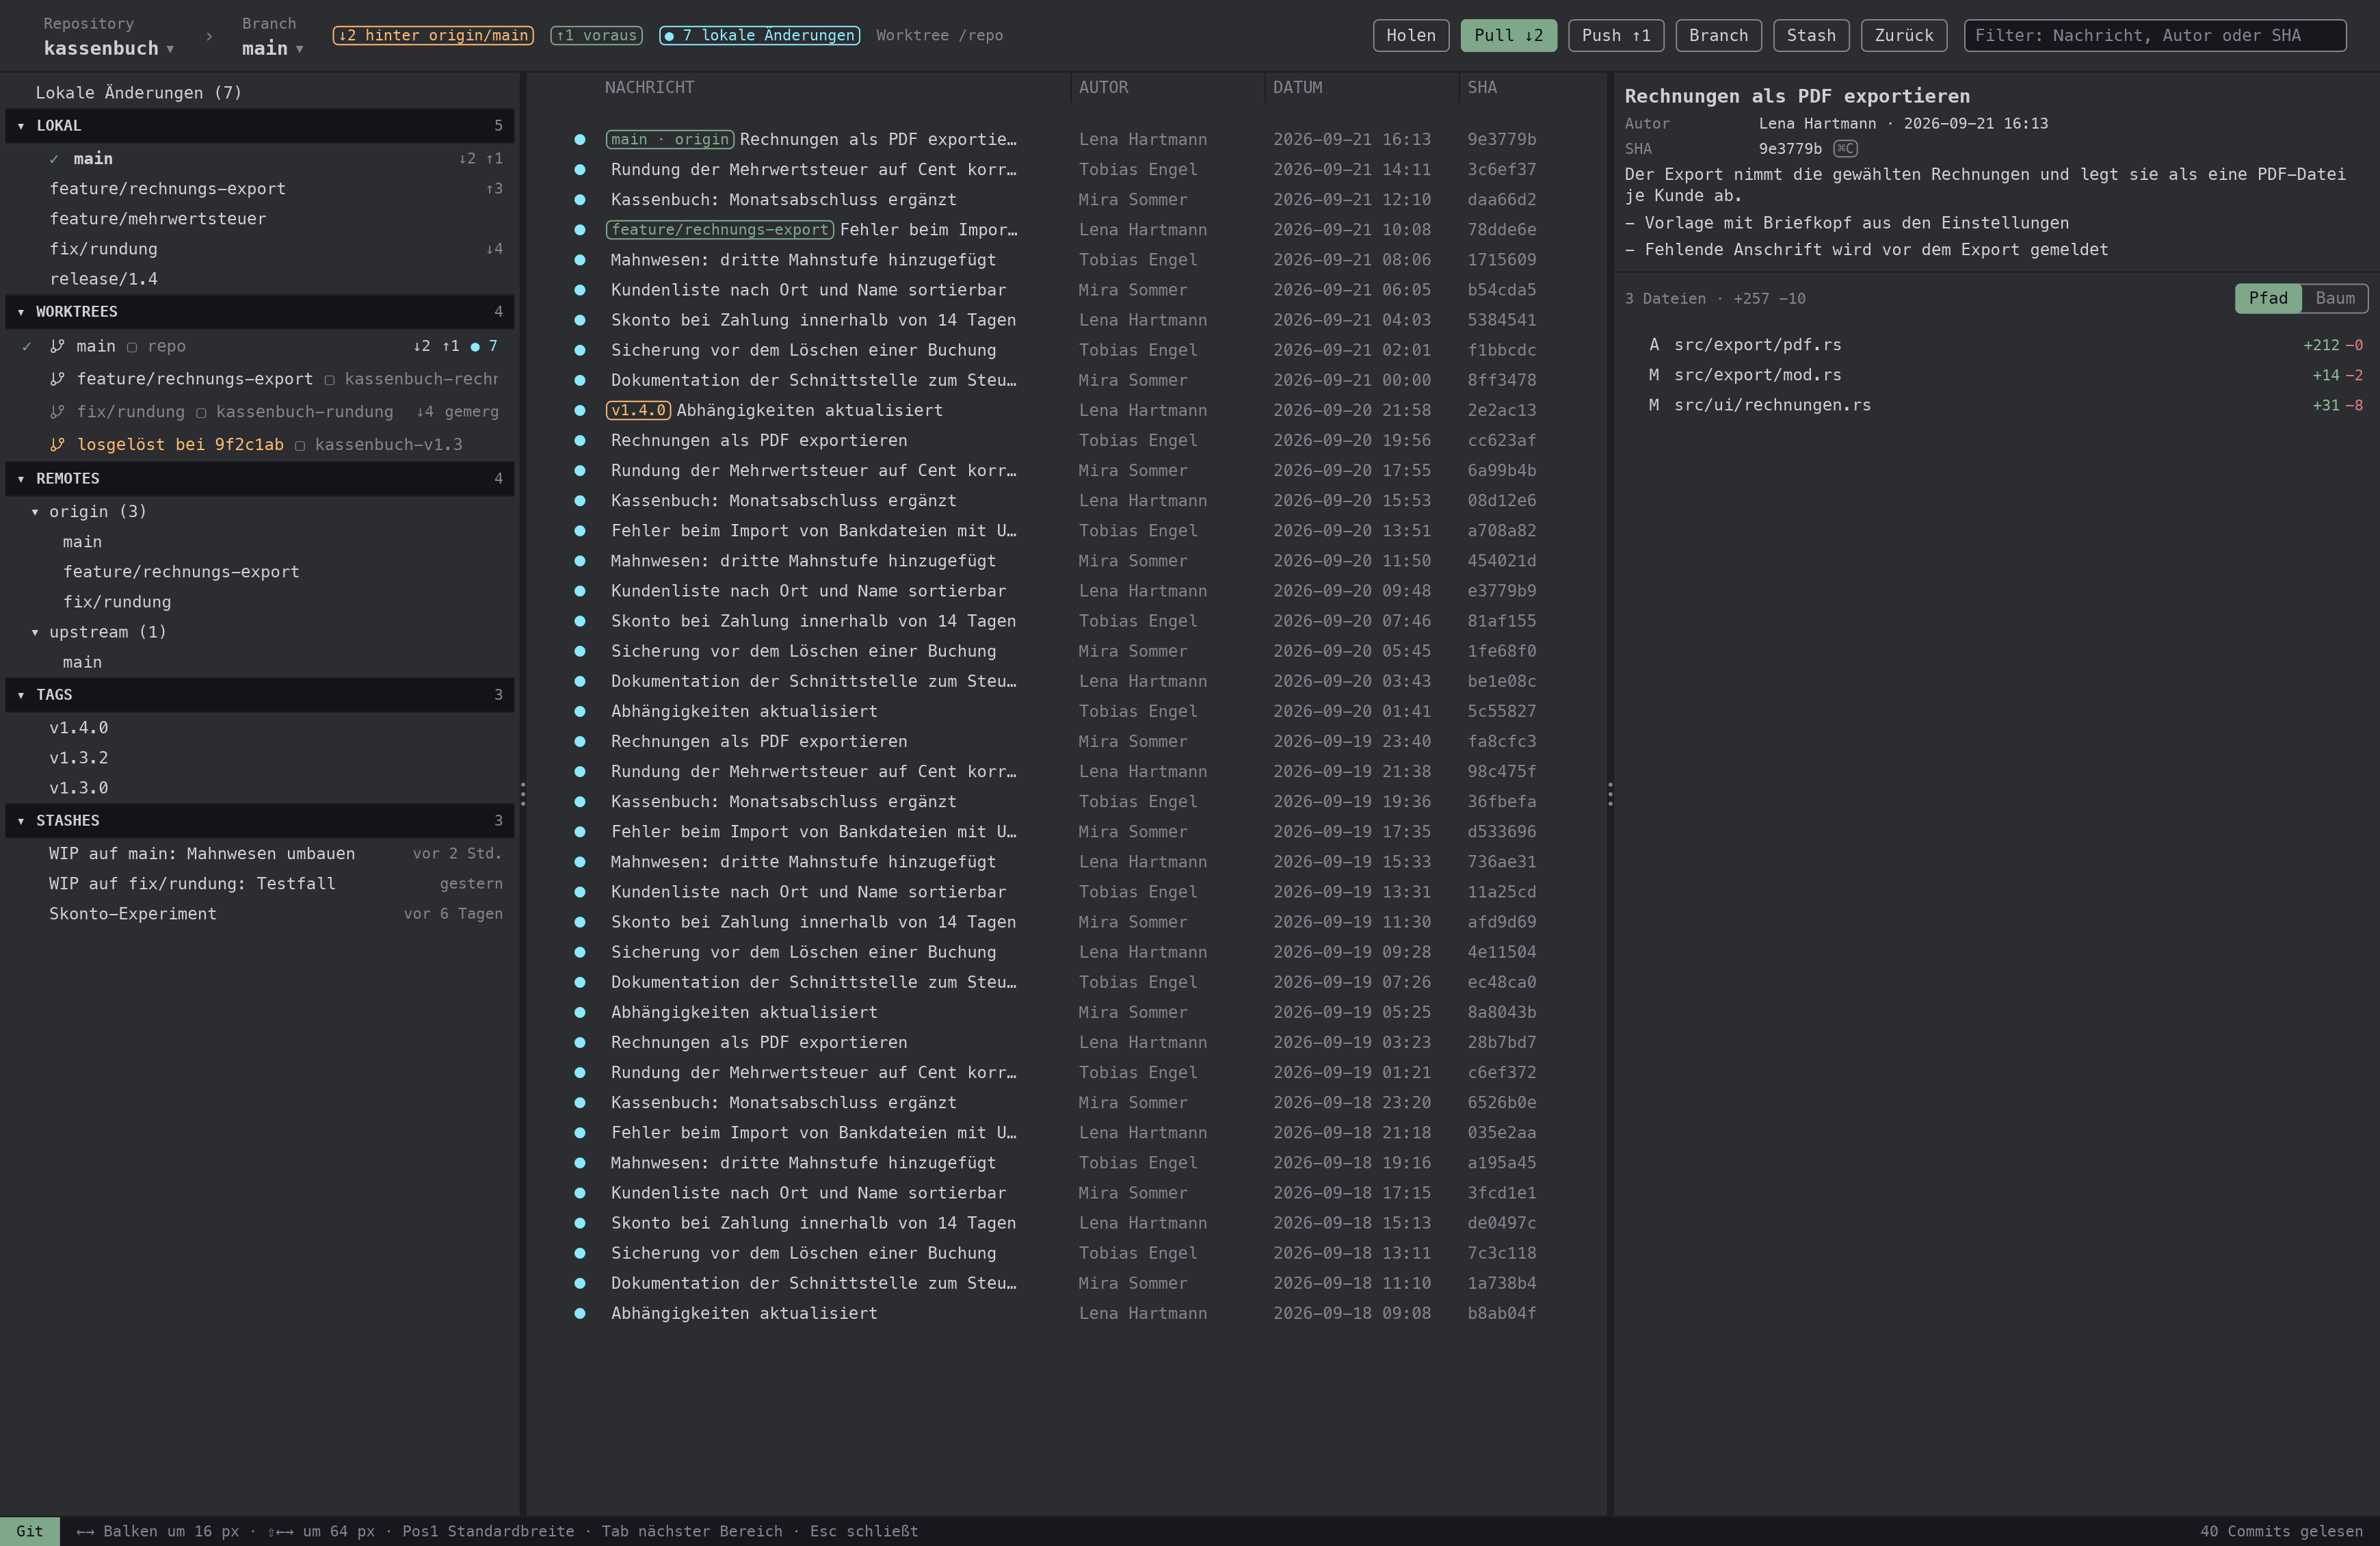 Repository
kassenbuch ▾
›
Branch
main ▾
↓2 hinter origin/main
↑1 voraus
● 7 lokale Änderungen
Worktree /repo
Holen
Pull ↓2
Push ↑1
Branch
Stash
Zurück
Filter: Nachricht, Autor oder SHA
Lokale Änderungen (7)
▾ LOKAL 5
✓ main ↓2 ↑1
feature/rechnungs-export ↑3
feature/mehrwertsteuer
fix/rundung ↓4
release/1.4
▾ WORKTREES 4
✓ main ▢ repo ↓2 ↑1 ● 7
feature/rechnungs-export ▢ kassenbuch-rechn
fix/rundung ▢ kassenbuch-rundung ↓4 gemerg
losgelöst bei 9f2c1ab ▢ kassenbuch-v1.3
▾ REMOTES 4
▾ origin (3)
main
feature/rechnungs-export
fix/rundung
▾ upstream (1)
main
▾ TAGS 3
v1.4.0
v1.3.2
v1.3.0
▾ STASHES 3
WIP auf main: Mahnwesen umbauen vor 2 Std.
WIP auf fix/rundung: Testfall gestern
Skonto-Experiment vor 6 Tagen
NACHRICHT AUTOR DATUM SHA
main · origin Rechnungen als PDF exportie… Lena Hartmann 2026-09-21 16:13 9e3779b
Rundung der Mehrwertsteuer auf Cent korr… Tobias Engel 2026-09-21 14:11 3c6ef37
Kassenbuch: Monatsabschluss ergänzt Mira Sommer 2026-09-21 12:10 daa66d2
feature/rechnungs-export Fehler beim Impor… Lena Hartmann 2026-09-21 10:08 78dde6e
Mahnwesen: dritte Mahnstufe hinzugefügt Tobias Engel 2026-09-21 08:06 1715609
Kundenliste nach Ort und Name sortierbar Mira Sommer 2026-09-21 06:05 b54cda5
Skonto bei Zahlung innerhalb von 14 Tagen Lena Hartmann 2026-09-21 04:03 5384541
Sicherung vor dem Löschen einer Buchung Tobias Engel 2026-09-21 02:01 f1bbcdc
Dokumentation der Schnittstelle zum Steu… Mira Sommer 2026-09-21 00:00 8ff3478
v1.4.0 Abhängigkeiten aktualisiert Lena Hartmann 2026-09-20 21:58 2e2ac13
Rechnungen als PDF exportieren Tobias Engel 2026-09-20 19:56 cc623af
Rundung der Mehrwertsteuer auf Cent korr… Mira Sommer 2026-09-20 17:55 6a99b4b
Kassenbuch: Monatsabschluss ergänzt Lena Hartmann 2026-09-20 15:53 08d12e6
Fehler beim Import von Bankdateien mit U… Tobias Engel 2026-09-20 13:51 a708a82
Mahnwesen: dritte Mahnstufe hinzugefügt Mira Sommer 2026-09-20 11:50 454021d
Kundenliste nach Ort und Name sortierbar Lena Hartmann 2026-09-20 09:48 e3779b9
Skonto bei Zahlung innerhalb von 14 Tagen Tobias Engel 2026-09-20 07:46 81af155
Sicherung vor dem Löschen einer Buchung Mira Sommer 2026-09-20 05:45 1fe68f0
Dokumentation der Schnittstelle zum Steu… Lena Hartmann 2026-09-20 03:43 be1e08c
Abhängigkeiten aktualisiert Tobias Engel 2026-09-20 01:41 5c55827
Rechnungen als PDF exportieren Mira Sommer 2026-09-19 23:40 fa8cfc3
Rundung der Mehrwertsteuer auf Cent korr… Lena Hartmann 2026-09-19 21:38 98c475f
Kassenbuch: Monatsabschluss ergänzt Tobias Engel 2026-09-19 19:36 36fbefa
Fehler beim Import von Bankdateien mit U… Mira Sommer 2026-09-19 17:35 d533696
Mahnwesen: dritte Mahnstufe hinzugefügt Lena Hartmann 2026-09-19 15:33 736ae31
Kundenliste nach Ort und Name sortierbar Tobias Engel 2026-09-19 13:31 11a25cd
Skonto bei Zahlung innerhalb von 14 Tagen Mira Sommer 2026-09-19 11:30 afd9d69
Sicherung vor dem Löschen einer Buchung Lena Hartmann 2026-09-19 09:28 4e11504
Dokumentation der Schnittstelle zum Steu… Tobias Engel 2026-09-19 07:26 ec48ca0
Abhängigkeiten aktualisiert Mira Sommer 2026-09-19 05:25 8a8043b
Rechnungen als PDF exportieren Lena Hartmann 2026-09-19 03:23 28b7bd7
Rundung der Mehrwertsteuer auf Cent korr… Tobias Engel 2026-09-19 01:21 c6ef372
Kassenbuch: Monatsabschluss ergänzt Mira Sommer 2026-09-18 23:20 6526b0e
Fehler beim Import von Bankdateien mit U… Lena Hartmann 2026-09-18 21:18 035e2aa
Mahnwesen: dritte Mahnstufe hinzugefügt Tobias Engel 2026-09-18 19:16 a195a45
Kundenliste nach Ort und Name sortierbar Mira Sommer 2026-09-18 17:15 3fcd1e1
Skonto bei Zahlung innerhalb von 14 Tagen Lena Hartmann 2026-09-18 15:13 de0497c
Sicherung vor dem Löschen einer Buchung Tobias Engel 2026-09-18 13:11 7c3c118
Dokumentation der Schnittstelle zum Steu… Mira Sommer 2026-09-18 11:10 1a738b4
Abhängigkeiten aktualisiert Lena Hartmann 2026-09-18 09:08 b8ab04f
Rechnungen als PDF exportieren
Autor Lena Hartmann · 2026-09-21 16:13
SHA 9e3779b ⌘C
Der Export nimmt die gewählten Rechnungen und legt sie als eine PDF-Datei
je Kunde ab.
– Vorlage mit Briefkopf aus den Einstellungen
– Fehlende Anschrift wird vor dem Export gemeldet
3 Dateien · +257 −10
Pfad
Baum
A src/export/pdf.rs +212 −0
M src/export/mod.rs +14 −2
M src/ui/rechnungen.rs +31 −8
Git
←→ Balken um 16 px · ⇧←→ um 64 px · Pos1 Standardbreite · Tab nächster Bereich · Esc schließt
40 Commits gelesen